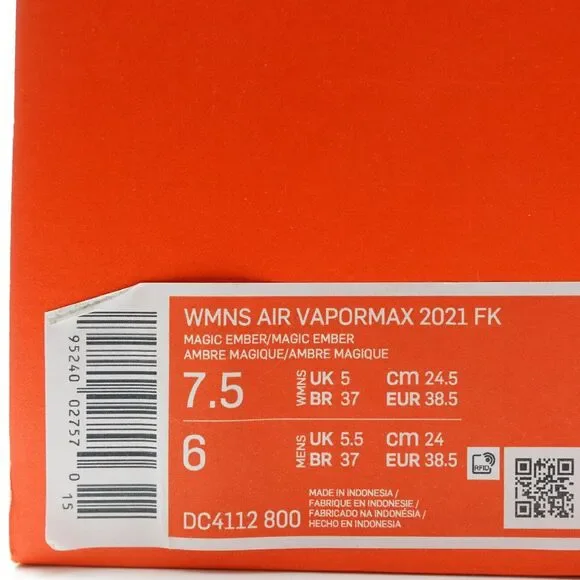 WMNS AIR VAPORMAX 2021 FK
MAGIC EMBER/MAGIC EMBER
AMBRE MAGIQUE/AMBRE MAGIQUE
7.5 WMNS UK 5 CM 24.5
BR 37 EUR 38.5
6 MENS UK 5.5 CM 24
BR 37 EUR 38.5
RFID
MADE IN INDONESIA /
FABRIQUE EN INDONESIE /
FABRICADO NA INDONÉSIA /
HECHO EN INDONESIA
DC4112 800
95240 02757 0 15